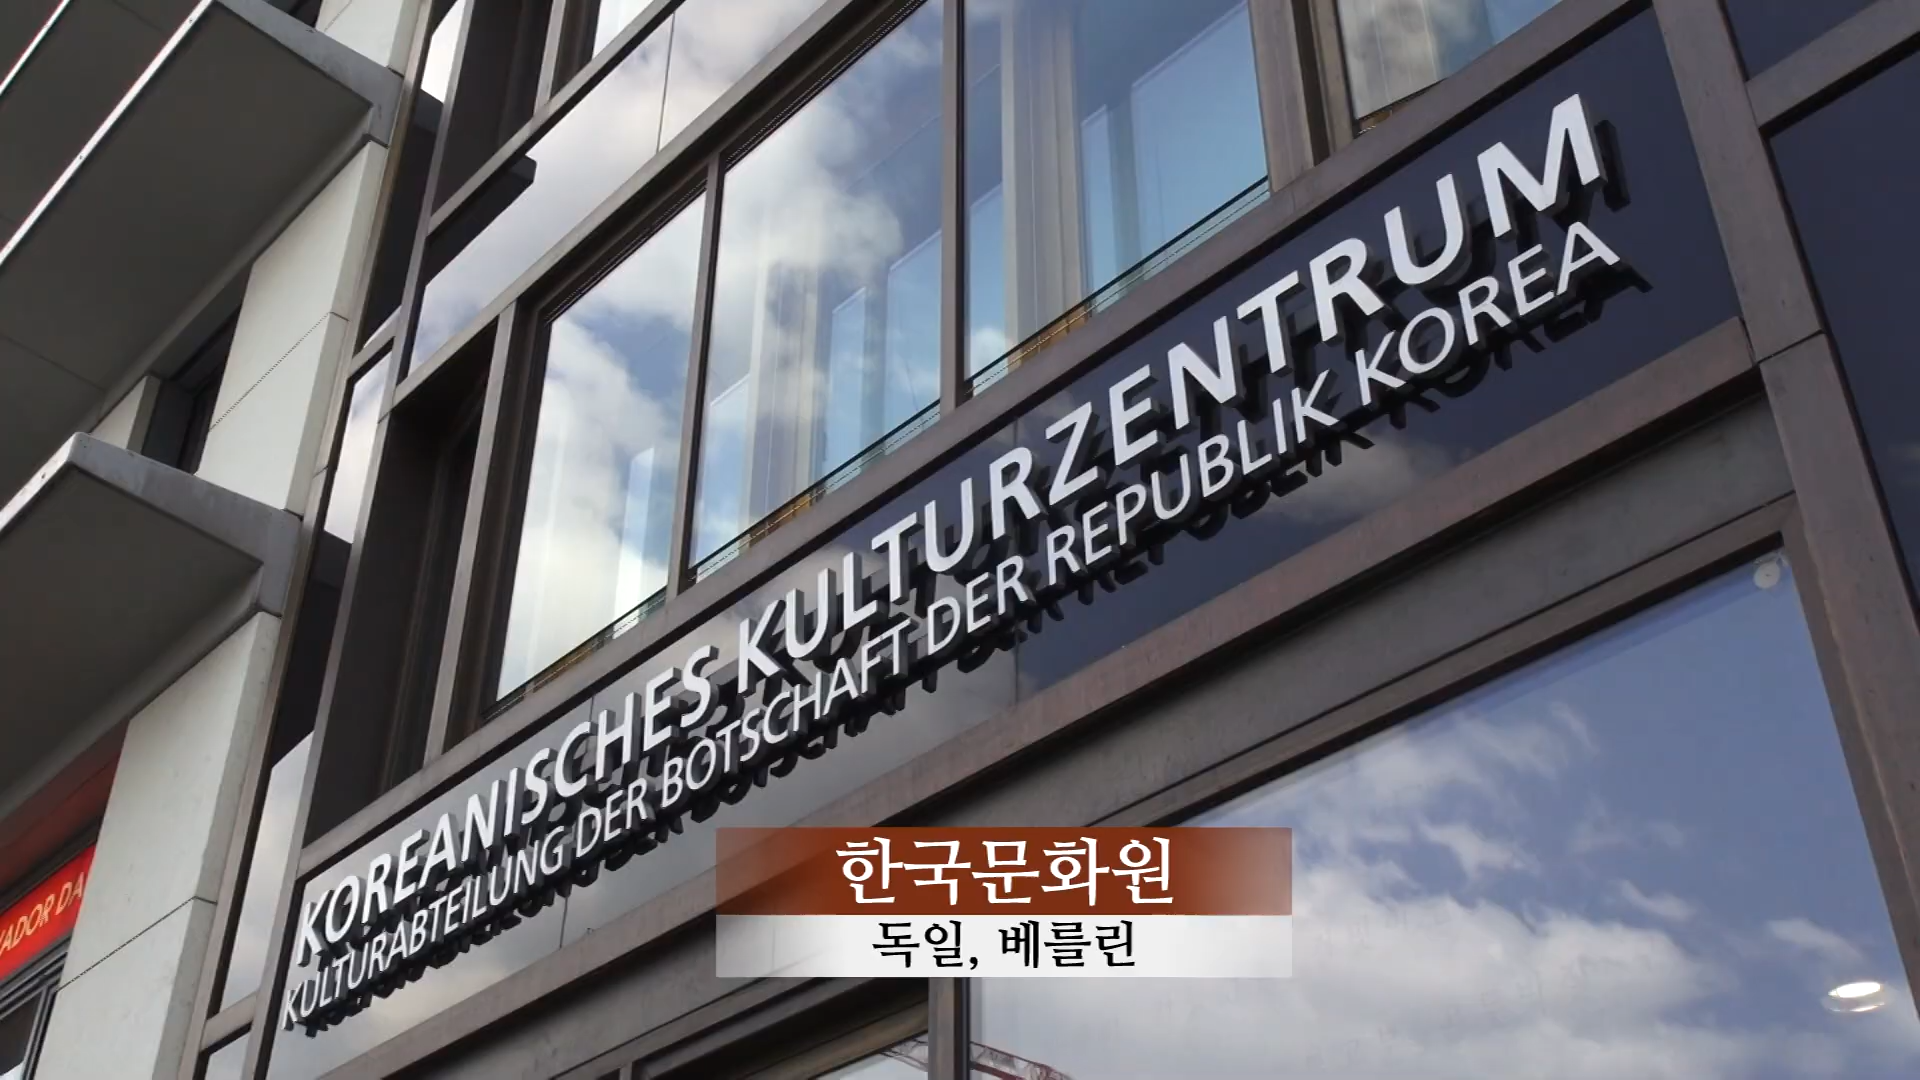 KOREANISCHES KULTURZENTRUM
KULTURABTEILUNG DER BOTSCHAFT DER REPUBLIK KOREA
한국문화원
독일, 베를린